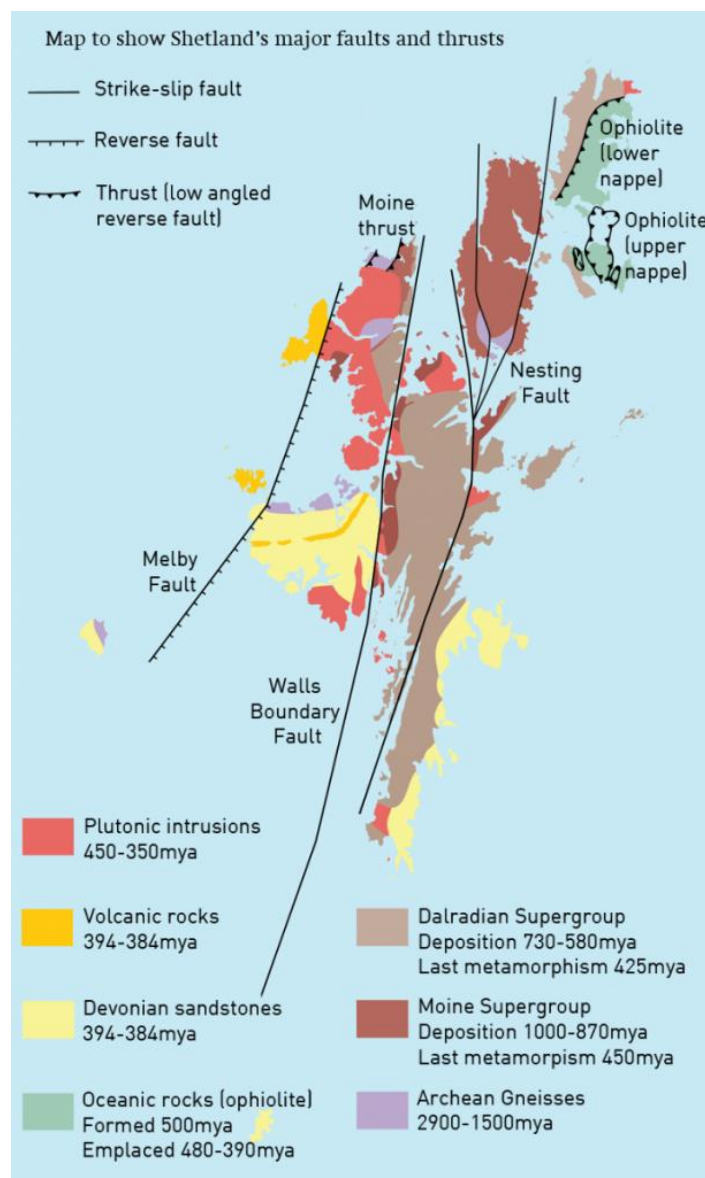 Map to show Shetland's major faults and thrusts
Strike-slip fault
Reverse fault
Thrust (low angled
reverse fault)
Moine
thrust
Ophiolite
(lower
nappe)
Ophiolite
(upper
nappe)
Nesting
Fault
Melby
Fault
Walls
Boundary
Fault
Plutonic intrusions
450-350mya
Volcanic rocks
394-384mya
Devonian sandstones
394-384mya
Oceanic rocks (ophiolite)
Formed 500mya
Emplaced 480-390mya
Dalradian Supergroup
Deposition 730-580mya
Last metamorphism 425mya
Moine Supergroup
Deposition 1000-870mya
Last metamorpism 450mya
Archean Gneisses
2900-1500mya